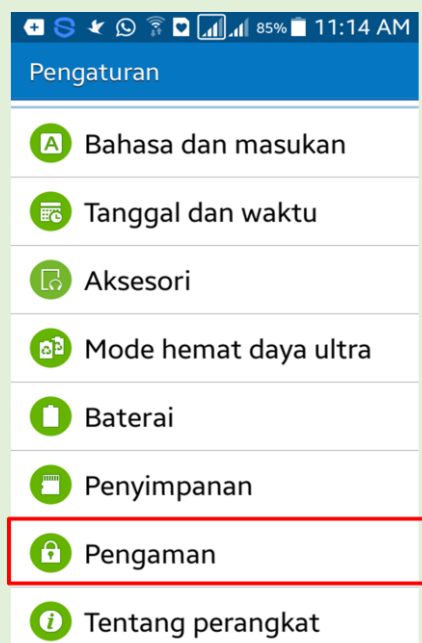 85% 11:14 AM
Pengaturan
Bahasa dan masukan
Tanggal dan waktu
Aksesori
Mode hemat daya ultra
Baterai
Penyimpanan
Pengaman
Tentang perangkat